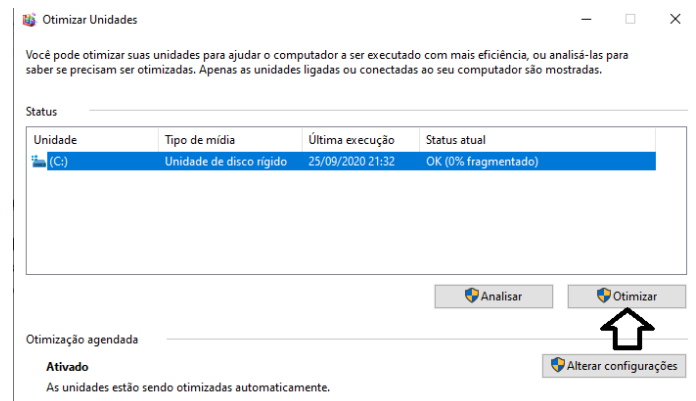 Otimizar Unidades
Você pode otimizar suas unidades para ajudar o computador a ser executado com mais eficiência, ou analisá-las para
saber se precisam ser otimizadas. Apenas as unidades ligadas ou conectadas ao seu computador são mostradas.
Status
Unidade Tipo de mídia Última execução Status atual
(C:) Unidade de disco rígido 25/09/2020 21:32 OK (0% fragmentado)
Analisar Otimizar
Otimização agendada
Ativado Alterar configurações
As unidades estão sendo otimizadas automaticamente.